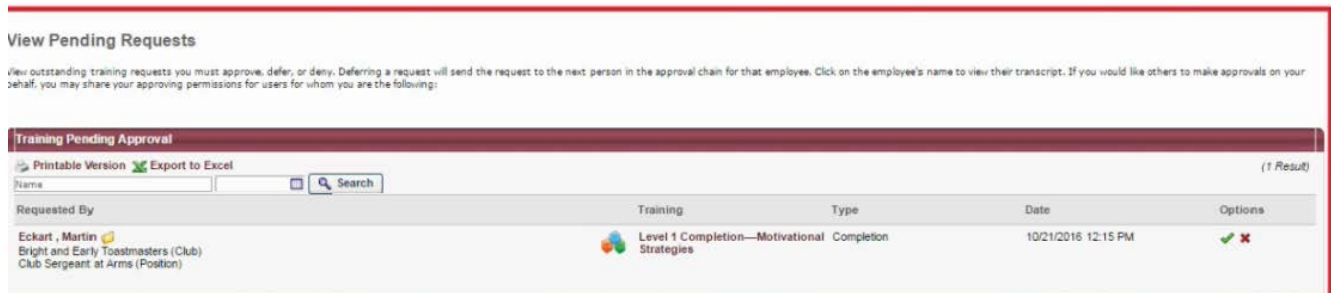 View Pending Requests
View outstanding training requests you must approve, defer, or deny. Deferring a request will send the request to the next person in the approval chain for that employee. Click on the employee's name to view their transcript. If you would like others to make approvals on your
behalf, you may share your approving permissions for users for whom you are the following:
Training Pending Approval
Printable Version Export to Excel
(1 Result)
Name Search
Requested By Training Type Date Options
Eckart , Martin Level 1 Completion—Motivational Completion 10/21/2016 12:15 PM
Bright and Early Toastmasters (Club) Strategies
Club Sergeant at Arms (Position)